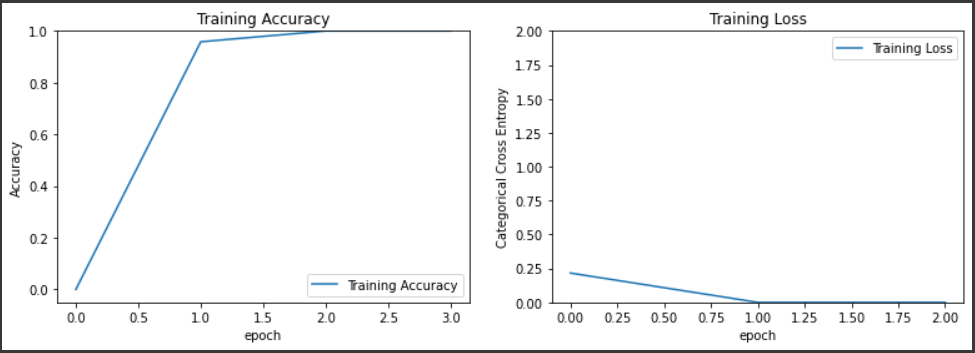 Training Accuracy
1.0
0.8
0.6
0.4
0.2
0.0
Accuracy
Training Accuracy
0.0 0.5 1.0 1.5 2.0 2.5 3.0
epoch
Training Loss
2.00
1.75
1.50
1.25
1.00
0.75
0.50
0.25
0.00
Categorical Cross Entropy
Training Loss
0.00 0.25 0.50 0.75 1.00 1.25 1.50 1.75 2.00
epoch